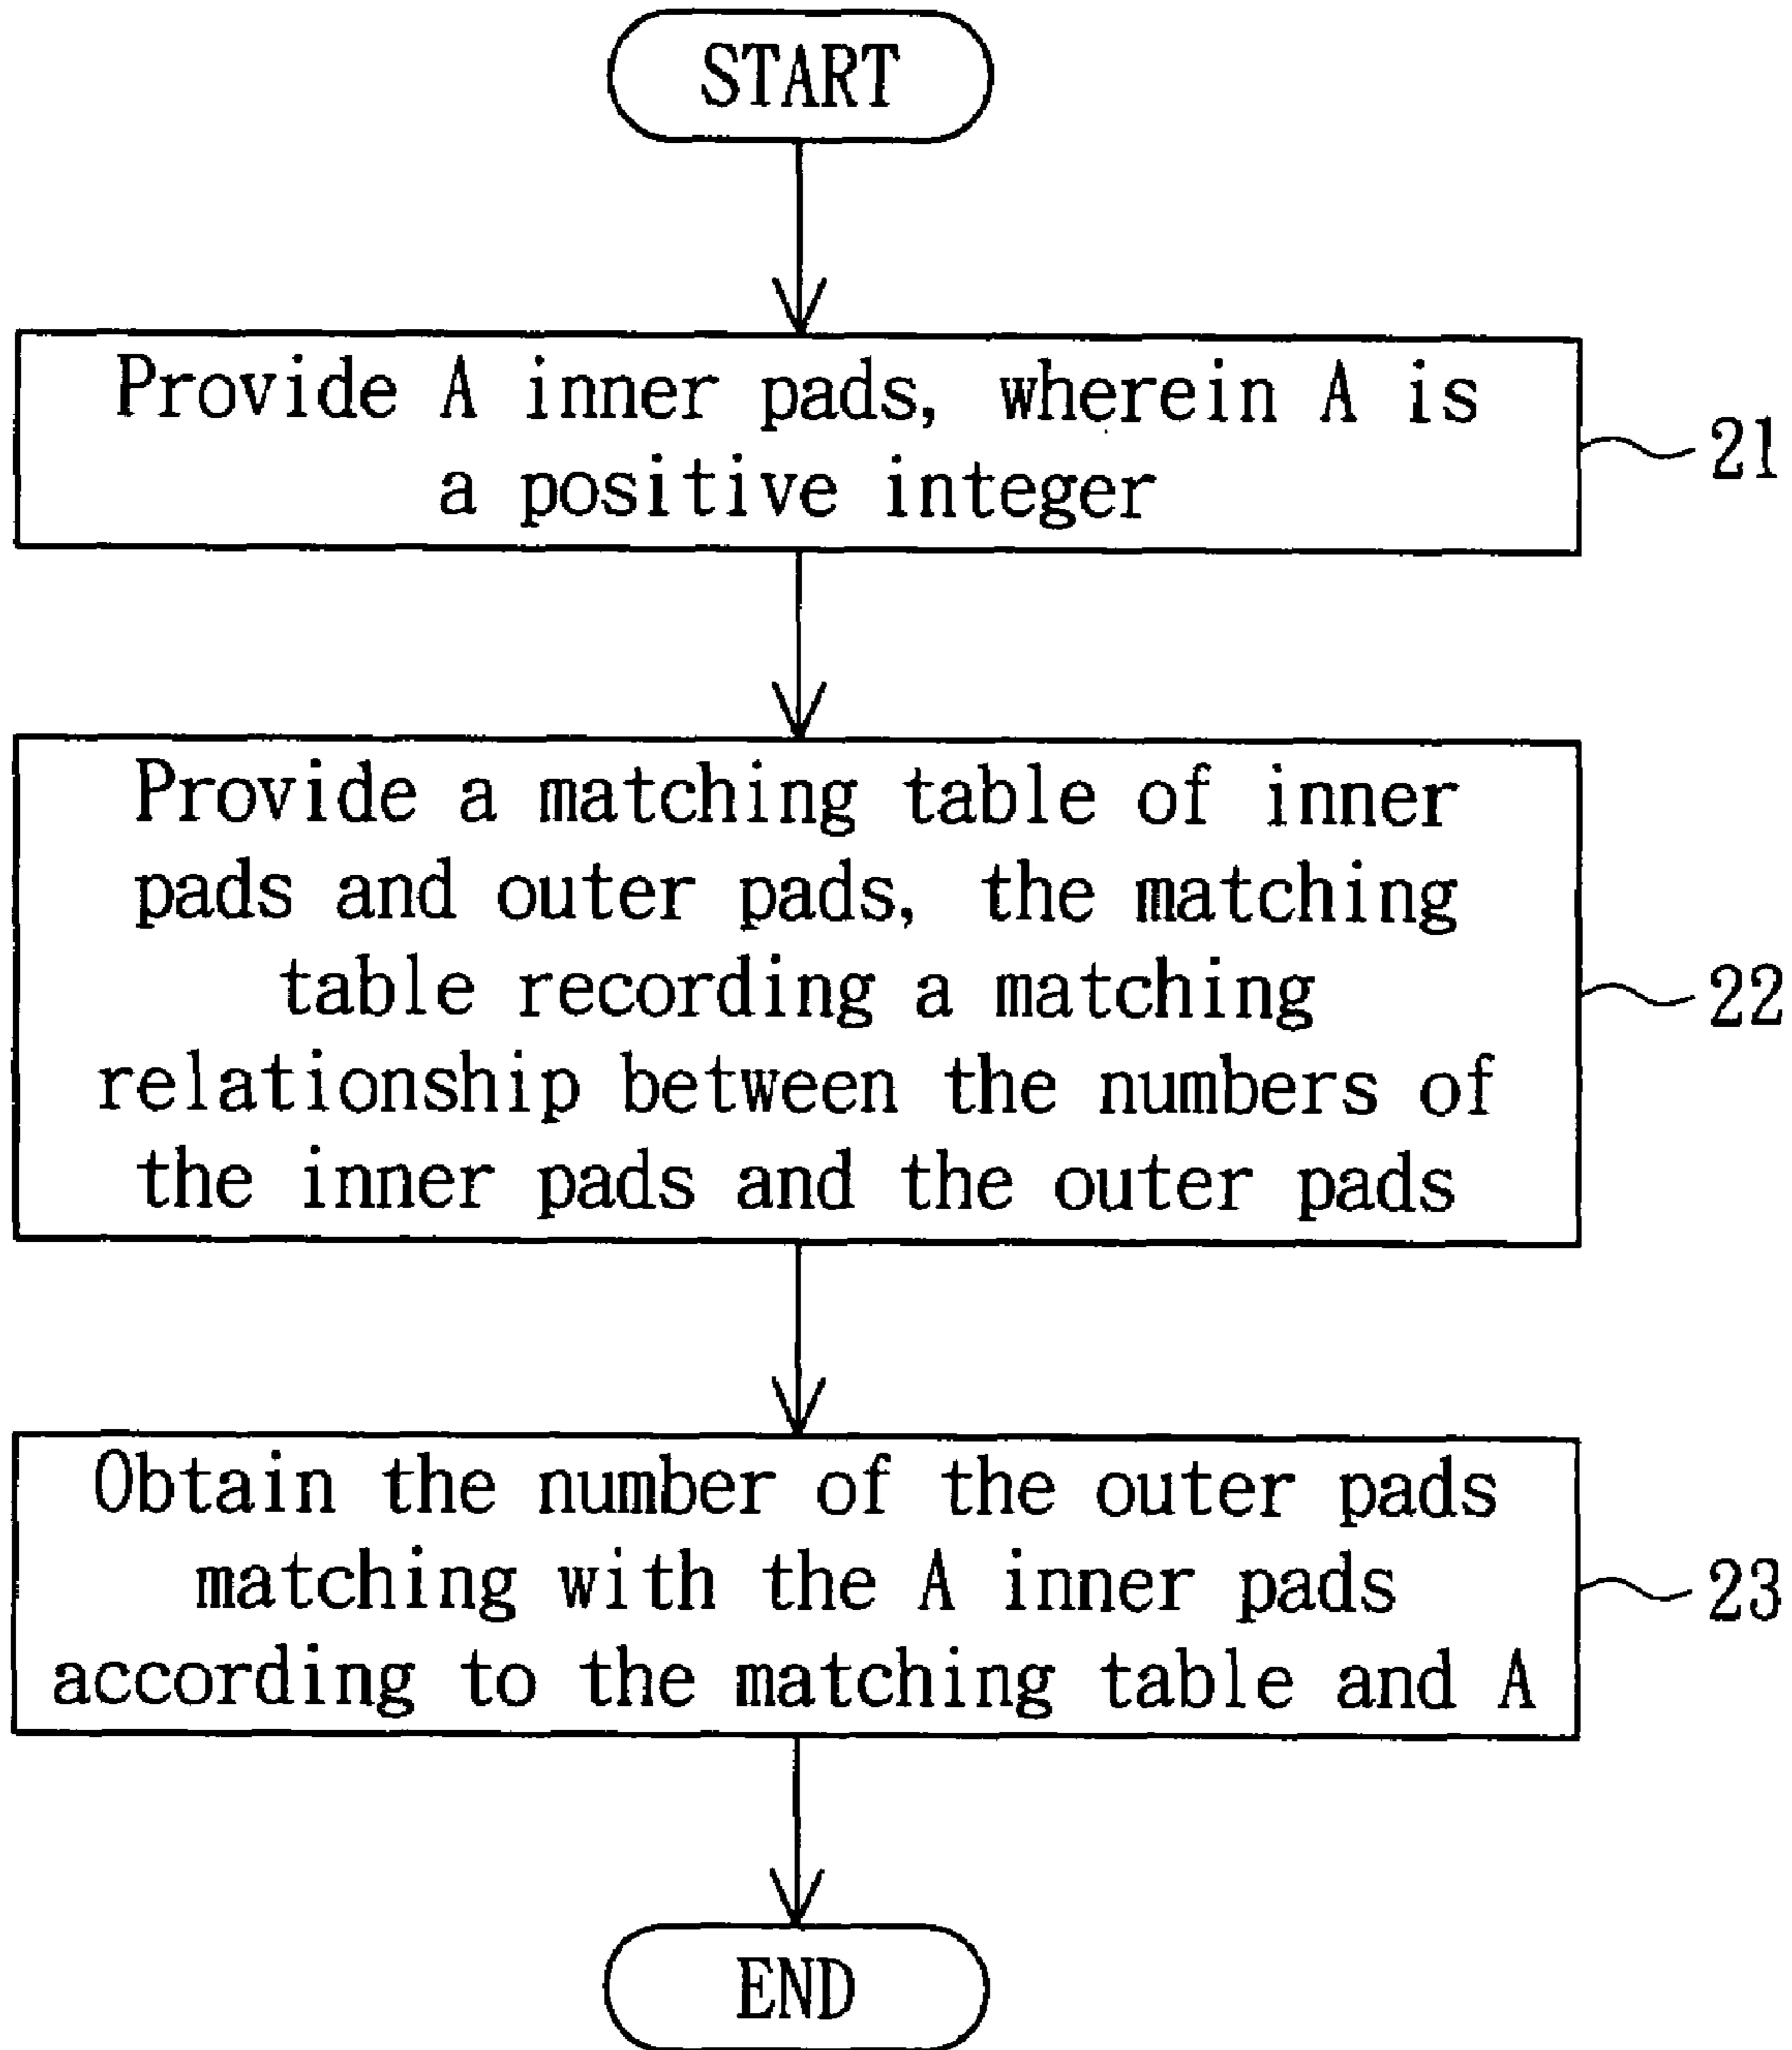 START
Provide A inner pads, wherein A is
a positive integer
21
Provide a matching table of inner
pads and outer pads, the matching
table recording a matching
relationship between the numbers of
the inner pads and the outer pads
22
Obtain the number of the outer pads
matching with the A inner pads
according to the matching table and A
23
END